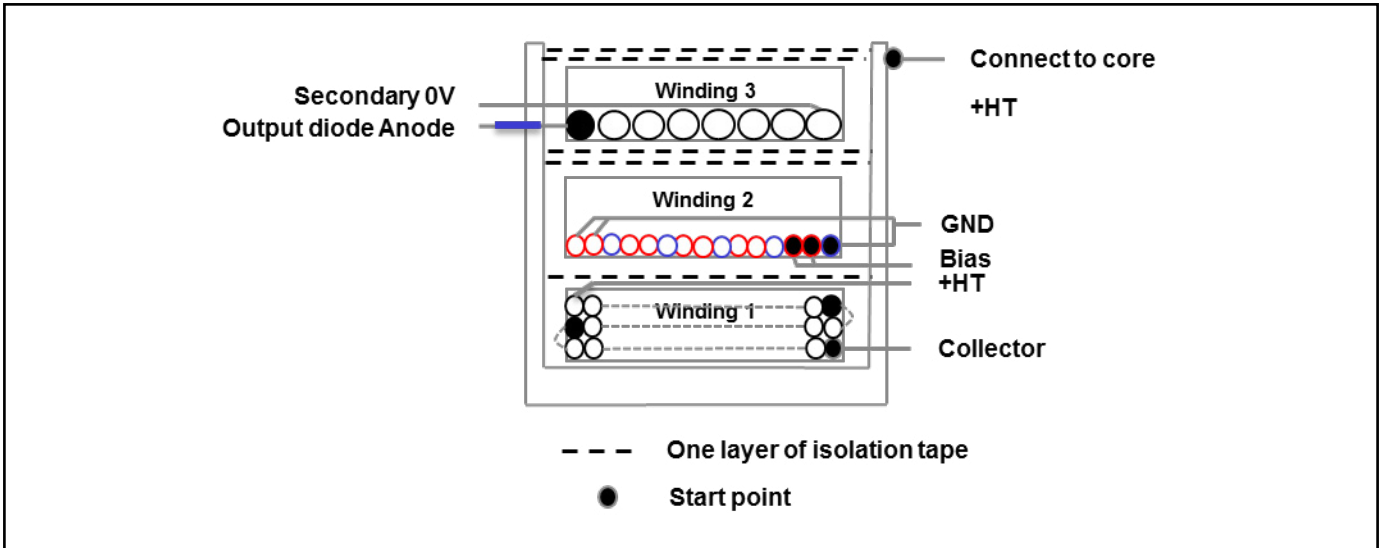 Connect to core
+HT
Winding 3
Secondary 0V
Output diode Anode
Winding 2
GND
Bias
+HT
Winding 1
Collector
One layer of isolation tape
Start point